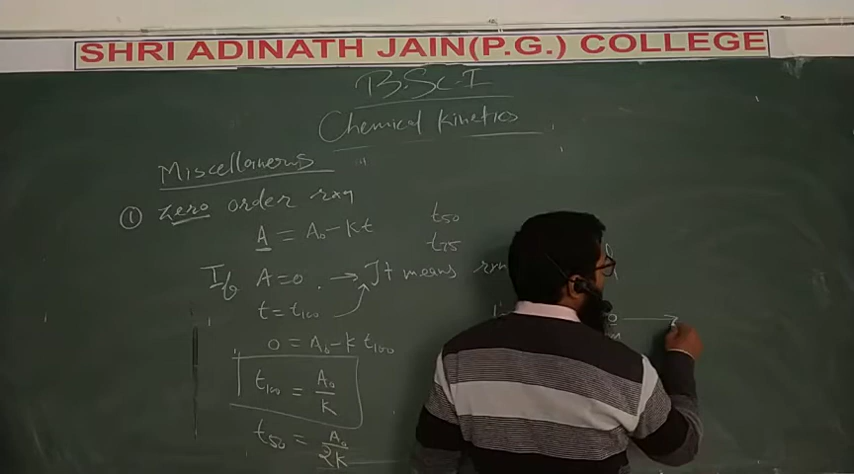 SHRI ADINATH JAIN(P.G.) COLLEGE
B.Sc-I
Chemical Kinetics
Miscellaineous
① Zero order rxn
A = A₀ - Kt
t₅₀
t₇₅
If A=0 → It means rxn
t = t₁₀₀
0 = A₀ - K t₁₀₀
t₁₀₀ = A₀/K
t₅₀ = A₀/2K